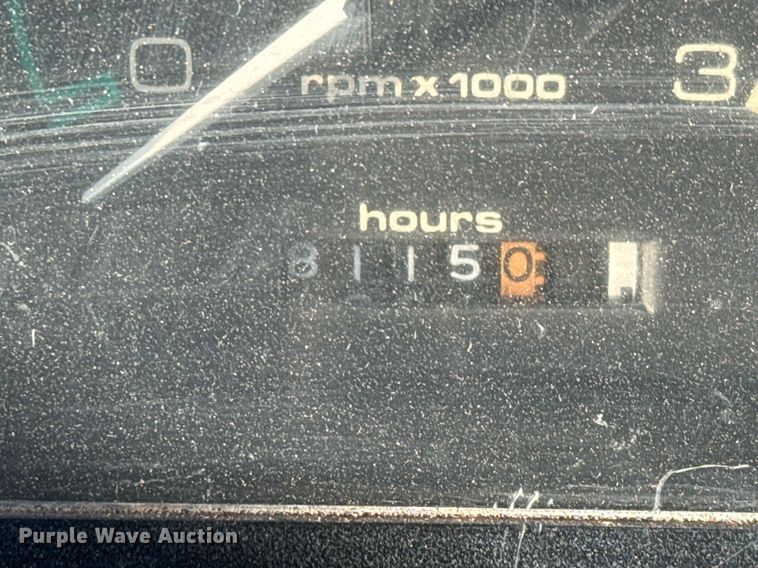 0 rpm x 1000 3
hours
81150
Purple Wave Auction